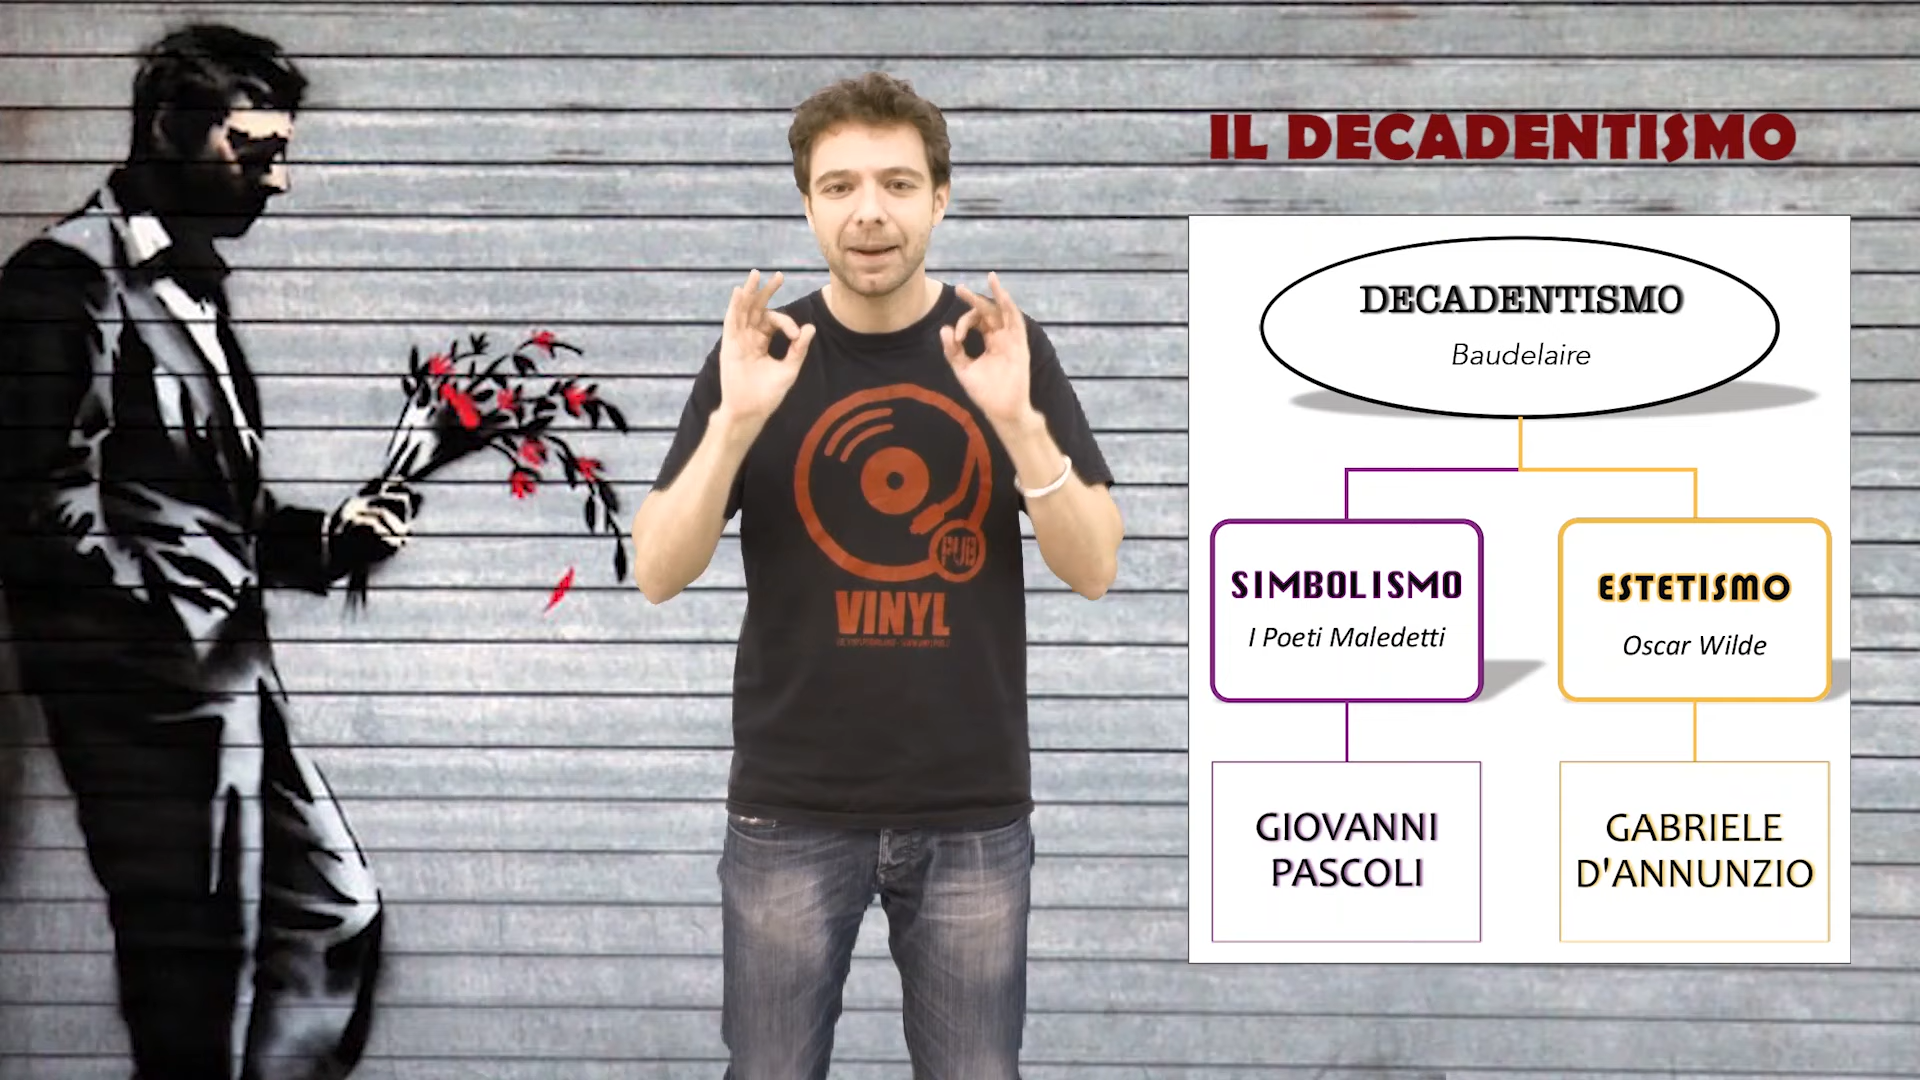 IL DECADENTISMO
DECADENTISMO
Baudelaire
SIMBOLISMO
I Poeti Maledetti
ESTETISMO
Oscar Wilde
GIOVANNI
PASCOLI
GABRIELE
D'ANNUNZIO
PUB
VINYL